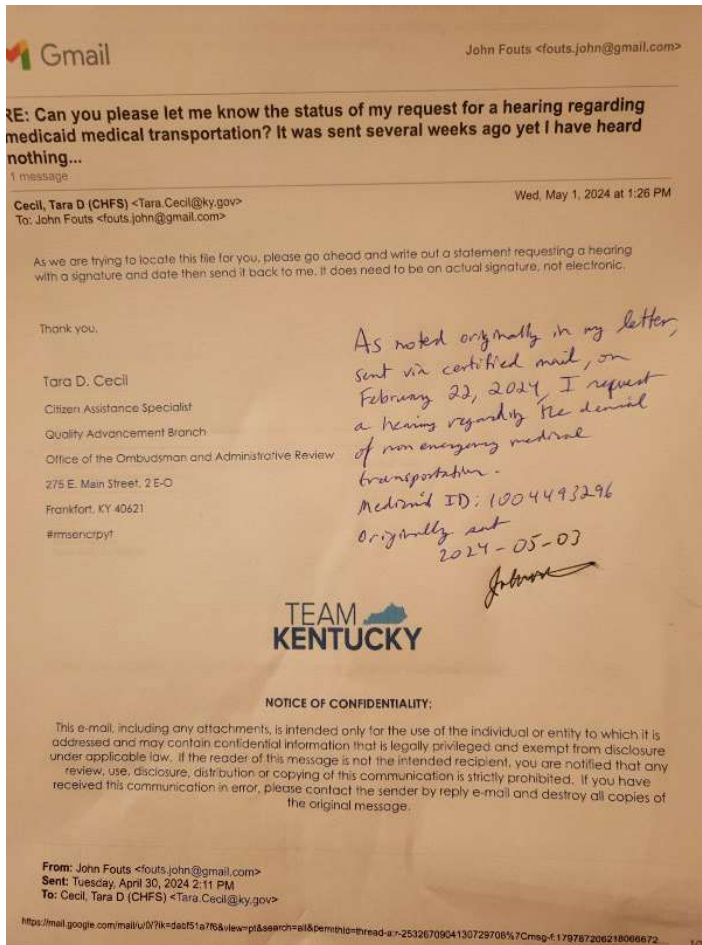 Gmail
John Fouts <fouts.john@gmail.com>
RE: Can you please let me know the status of my request for a hearing regarding
medicaid medical transportation? It was sent several weeks ago yet I have heard
nothing...
1 message
Cecil, Tara D (CHFS) <Tara.Cecil@ky.gov>
To: John Fouts <fouts.john@gmail.com>
Wed, May 1, 2024 at 1:26 PM
As we are trying to locate this file for you, please go ahead and write out a statement requesting a hearing
with a signature and date then send it back to me. It does need to be an actual signature, not electronic.
Thank you,
Tara D. Cecil
Citizen Assistance Specialist
Quality Advancement Branch
Office of the Ombudsman and Administrative Review
275 E. Main Street, 2 E-O
Frankfort, KY 40621
#rmsencrpyt
As noted originally in my letter,
sent via certified mail, on
February 22, 2024, I request
a hearing regarding the denial
of non emergency medical
transportation.
Medicaid ID: 1004493296
Originally sent
2024-05-03
TEAM
KENTUCKY
NOTICE OF CONFIDENTIALITY:
This e-mail, including any attachments, is intended only for the use of the individual or entity to which it is
addressed and may contain confidential information that is legally privileged and exempt from disclosure
under applicable law. If the reader of this message is not the intended recipient, you are notified that any
review, use, disclosure, distribution or copying of this communication is strictly prohibited. If you have
received this communication in error, please contact the sender by reply e-mail and destroy all copies of
the original message.
From: John Fouts <fouts.john@gmail.com>
Sent: Tuesday, April 30, 2024 2:11 PM
To: Cecil, Tara D (CHFS) <Tara.Cecil@ky.gov>